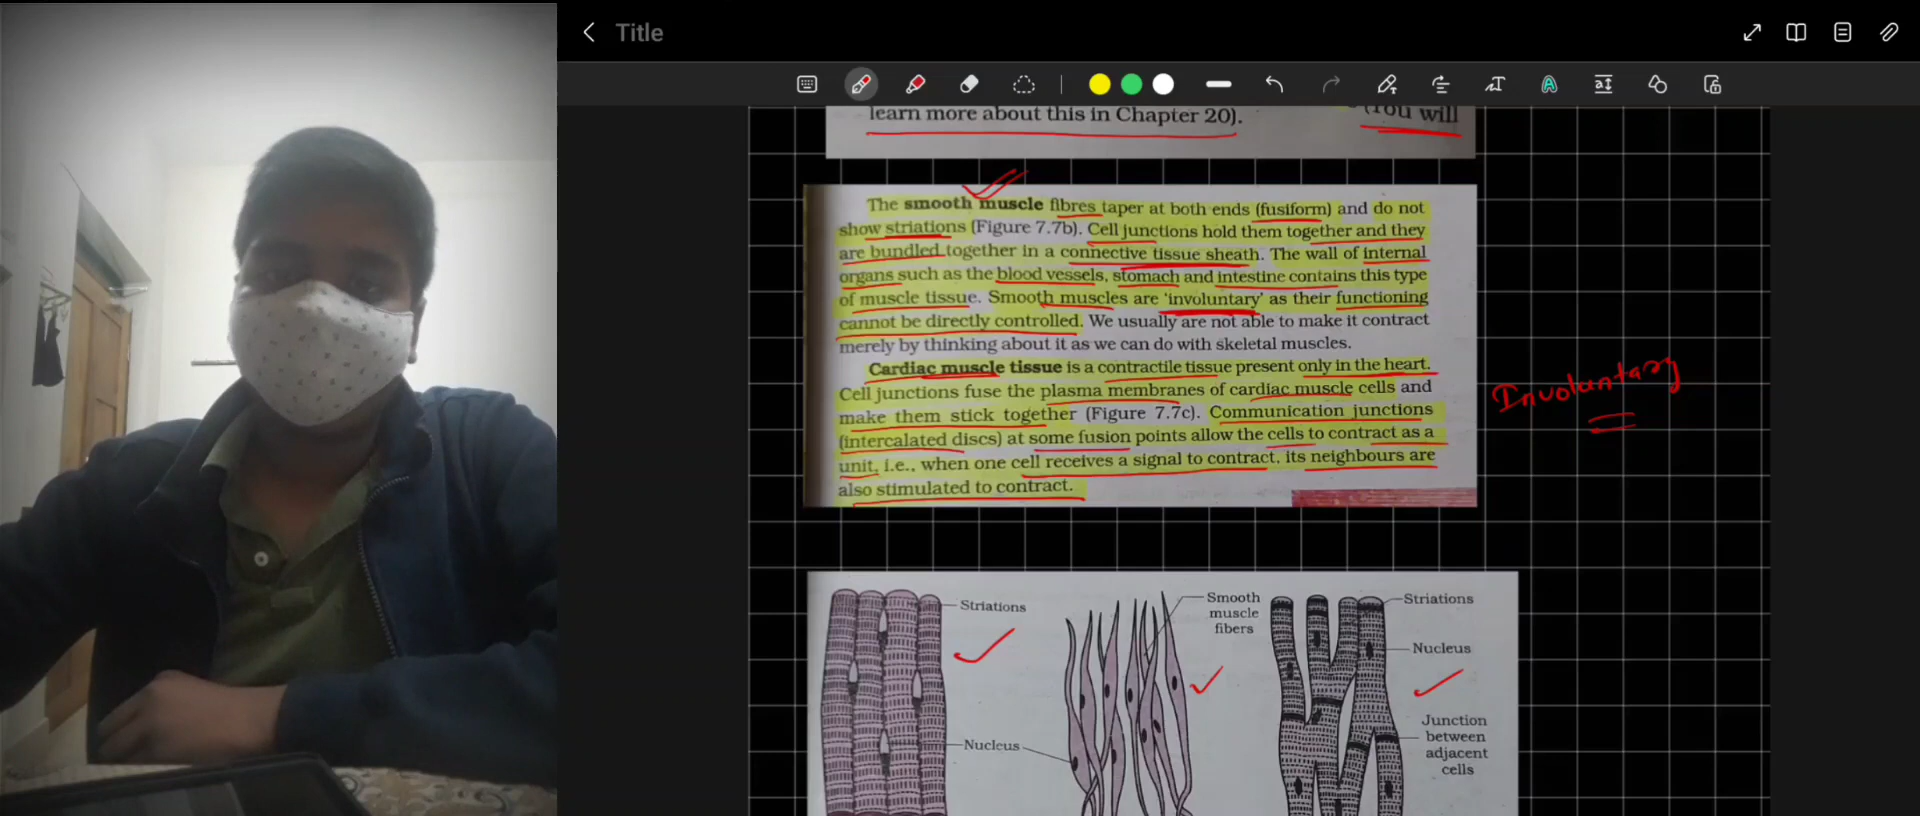 Title
learn more about this in Chapter 20).
(You will
The smooth muscle fibres taper at both ends (fusiform) and do not
show striations (Figure 7.7b). Cell junctions hold them together and they
are bundled together in a connective tissue sheath. The wall of internal
organs such as the blood vessels, stomach and intestine contains this type
of muscle tissue. Smooth muscles are 'involuntary' as their functioning
cannot be directly controlled. We usually are not able to make it contract
merely by thinking about it as we can do with skeletal muscles.
Cardiac muscle tissue is a contractile tissue present only in the heart.
Cell junctions fuse the plasma membranes of cardiac muscle cells and
make them stick together (Figure 7.7c). Communication junctions
(intercalated discs) at some fusion points allow the cells to contract as a
unit, i.e., when one cell receives a signal to contract, its neighbours are
also stimulated to contract.
Involuntary
Striations
Nucleus
Smooth
muscle
fibers
Striations
Nucleus
Junction
between
adjacent
cells